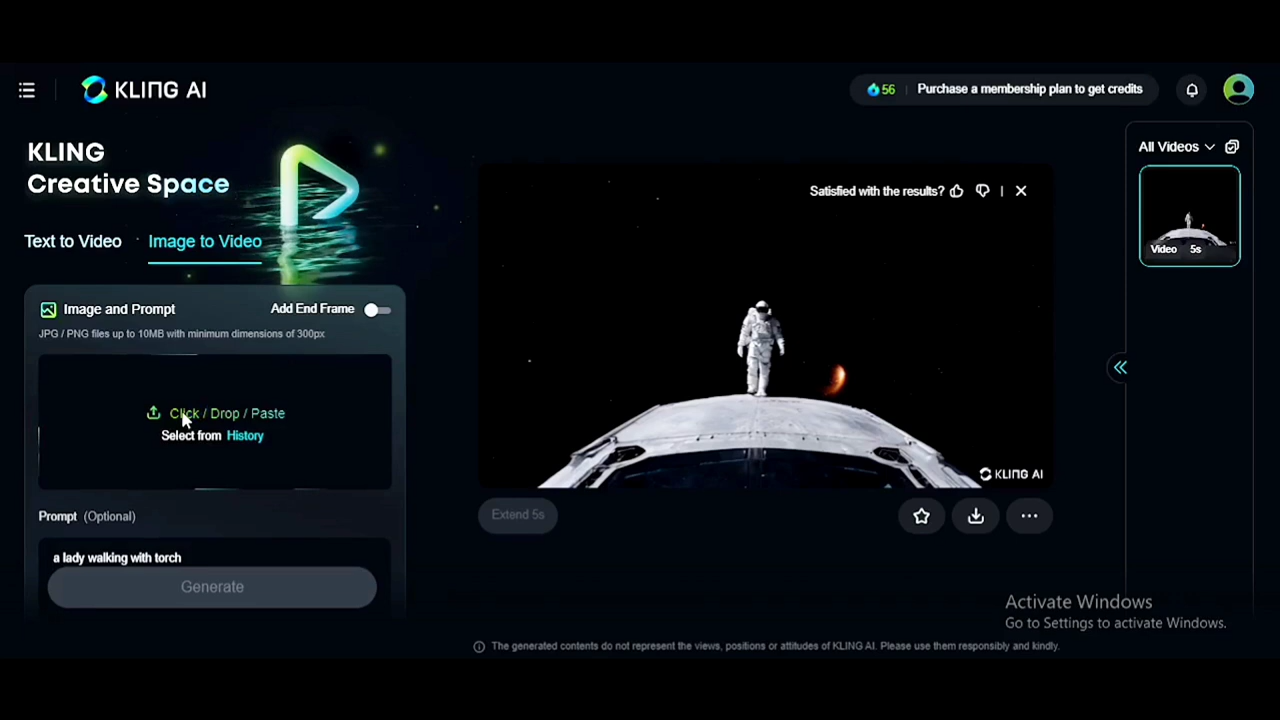 KLING AI
56 | Purchase a membership plan to get credits
KLING
Creative Space
Text to Video
Image to Video
Image and Prompt
Add End Frame
JPG / PNG files up to 10MB with minimum dimensions of 300px
Click / Drop / Paste
Select from History
Prompt (Optional)
a lady walking with torch
Generate
Satisfied with the results?
KLING AI
Extend 5s
All Videos
Video 5s
Activate Windows
Go to Settings to activate Windows.
The generated contents do not represent the views, positions or attitudes of KLING AI. Please use them responsibly and kindly.